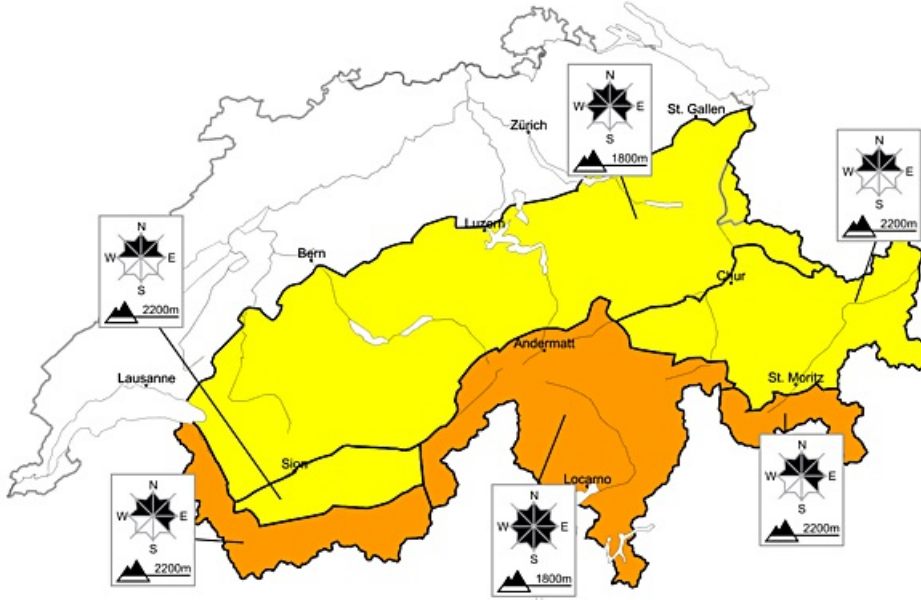 N
W E
S
1800m
St. Gallen
Zürich
N
W E
S
2200m
N
W E
S
2200m
Luzern
Bern
Chur
Andermatt
Lausanne
St. Moritz
Sion
Locarno
N
W E
S
2200m
N
W E
S
1800m
N
W E
S
2200m